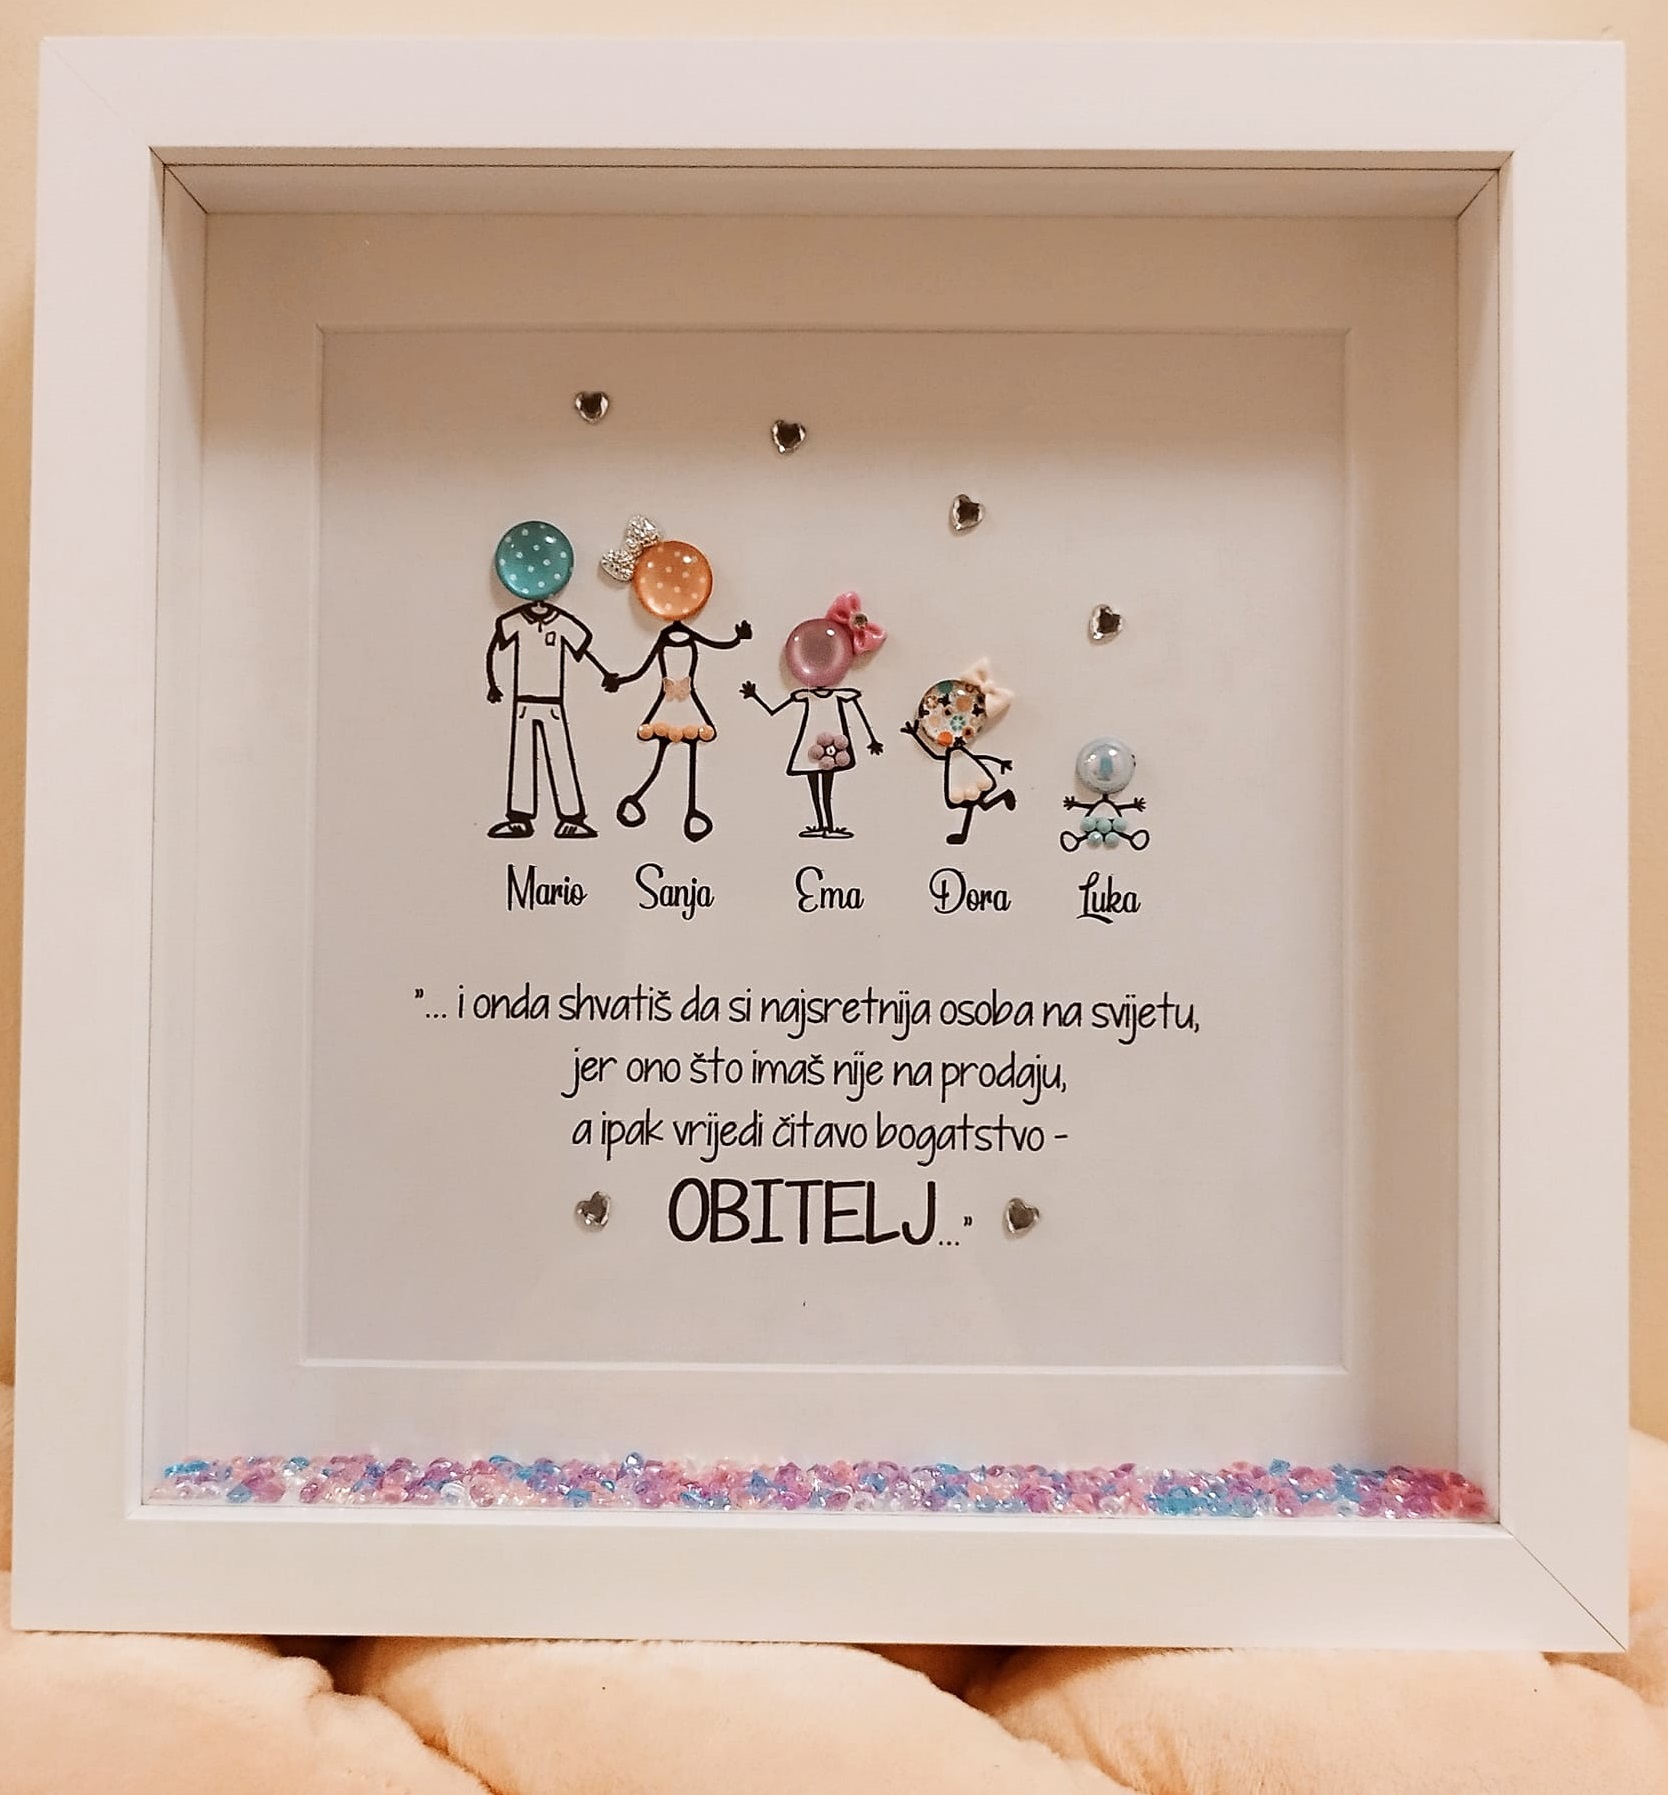 Mario Sanja Ema Dora Luka
"... i onda shvatiš da si najsretnija osoba na svijetu,
jer ono što imaš nije na prodaju,
a ipak vrijedi čitavo bogatstvo -
OBITELJ..."